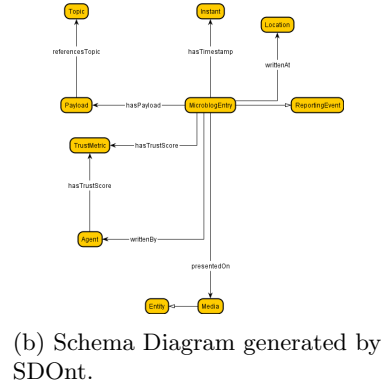 Topic
Instant
Location
referencesTopic
hasTimestamp
writtenAt
Payload
hasPayload
MicroblogEntry
ReportingEvent
TrustMetric
hasTrustScore
hasTrustScore
Agent
writtenBy
presentedOn
Entity
Media
(b) Schema Diagram generated by
SDOnt.